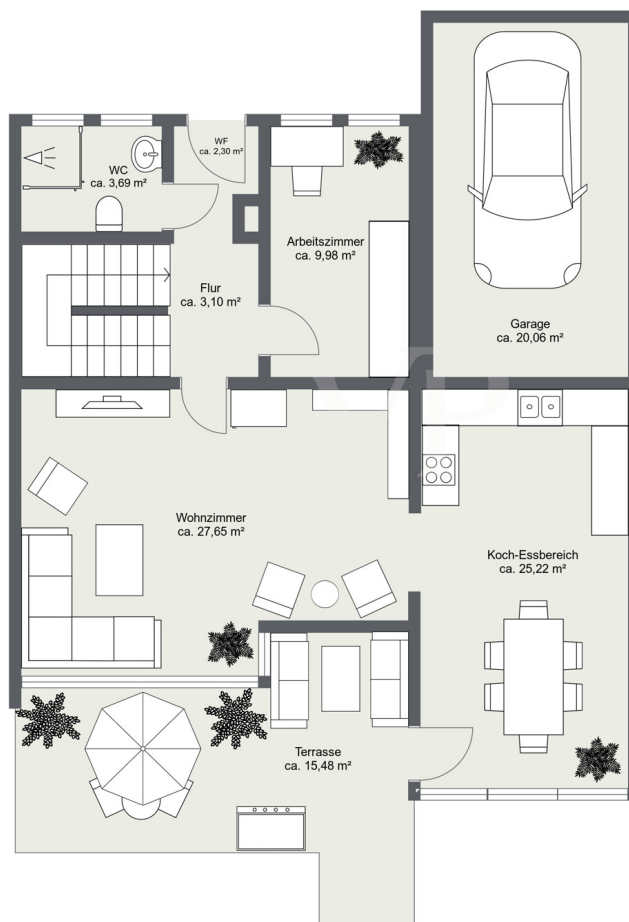 WF
ca. 2,30 m²
WC
ca. 3,69 m²
Arbeitszimmer
ca. 9,98 m²
Flur
ca. 3,10 m²
Garage
ca. 20,06 m²
Wohnzimmer
ca. 27,65 m²
Koch-Essbereich
ca. 25,22 m²
Terrasse
ca. 15,48 m²
VP